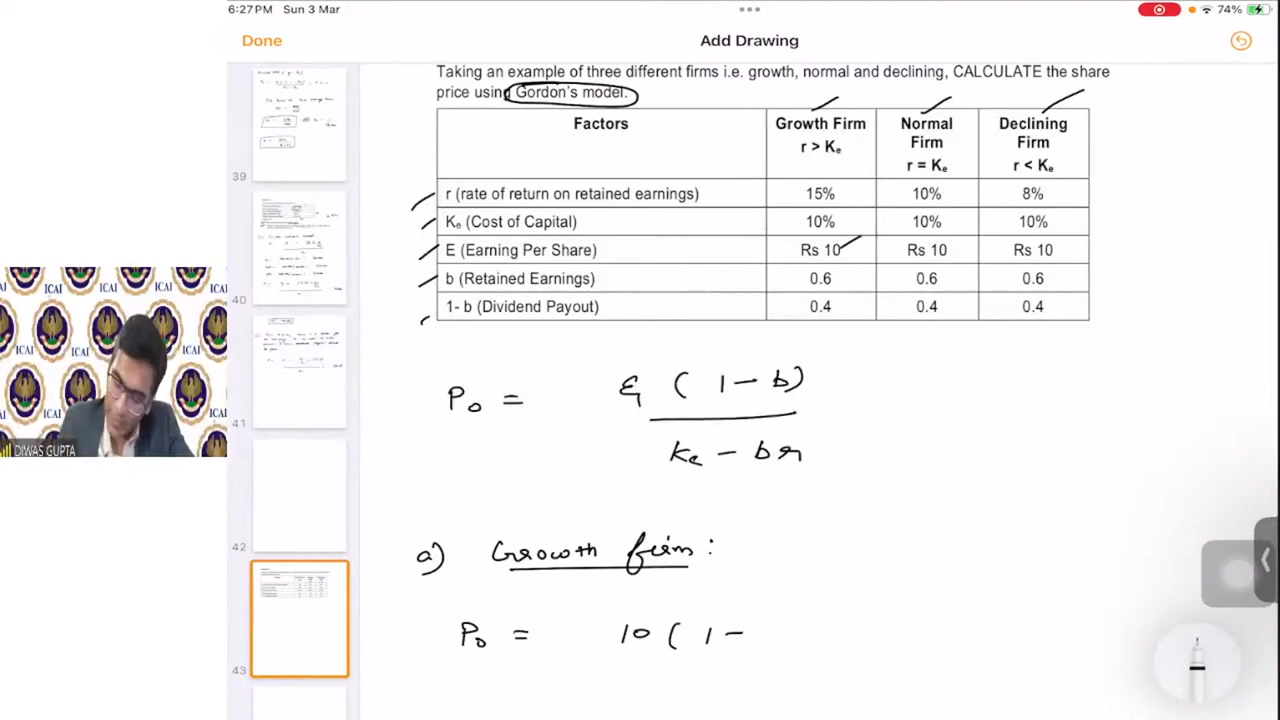 6:27PM Sun 3 Mar
74%
Done
Add Drawing
Taking an example of three different firms i.e. growth, normal and declining, CALCULATE the share
price using Gordon's model.
Factors Growth Firm r > Ke Normal Firm r = Ke Declining Firm r < Ke
r (rate of return on retained earnings) 15% 10% 8%
Ke (Cost of Capital) 10% 10% 10%
E (Earning Per Share) Rs 10 Rs 10 Rs 10
b (Retained Earnings) 0.6 0.6 0.6
1- b (Dividend Payout) 0.4 0.4 0.4
P0 = E (1 - b)
Ke - br
a) Growth firm:
P0 = 10 ( 1 -
39
40
41
42
43
ICAI
DIWAS GUPTA